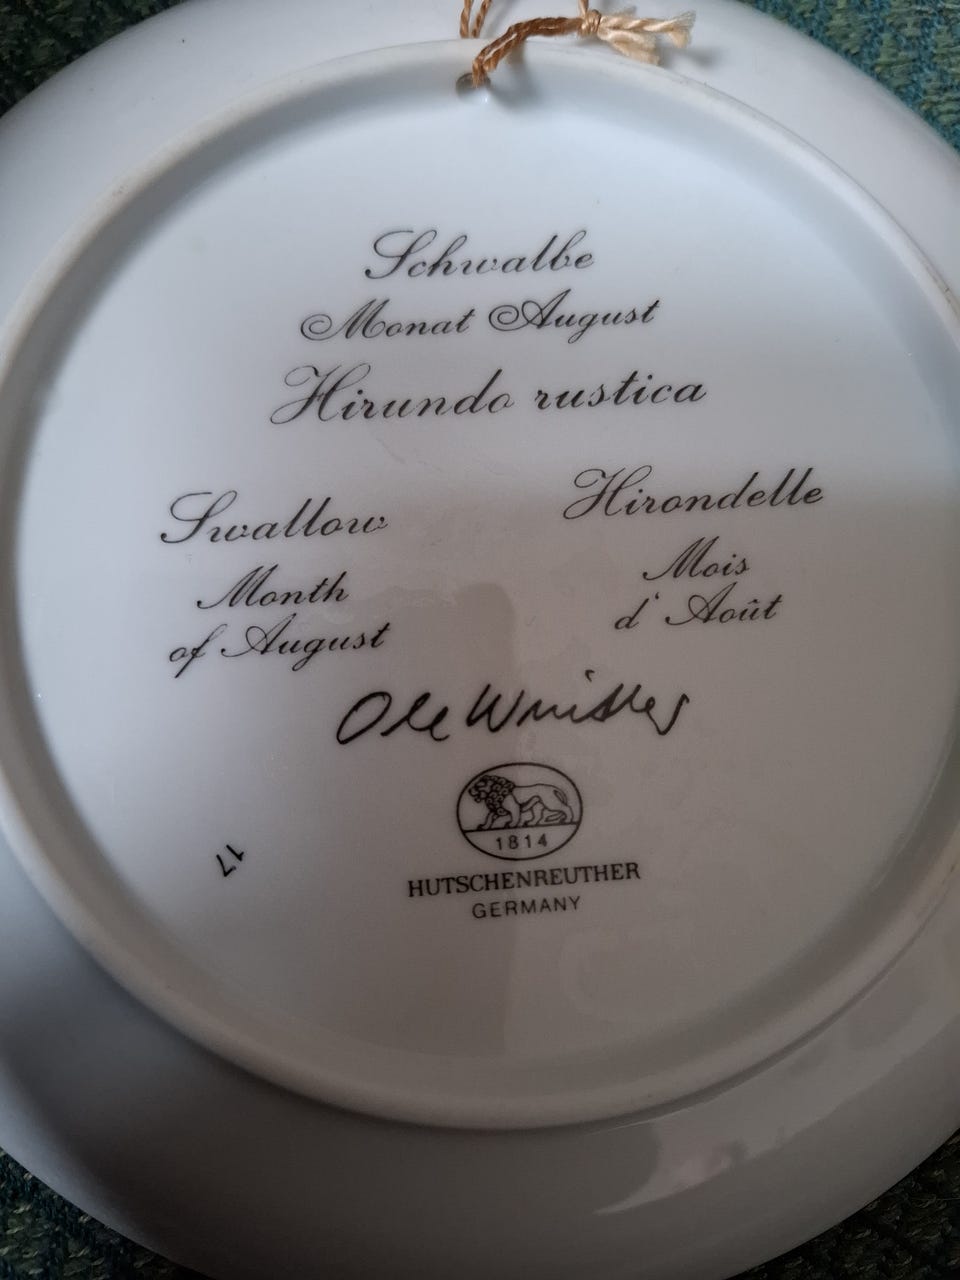 Schwalbe
Monat August
Hirundo rustica
Swallow
Month
of August
Hirondelle
Mois
d' Août
Ole Winther
1814
HUTSCHENREUTHER
GERMANY
17